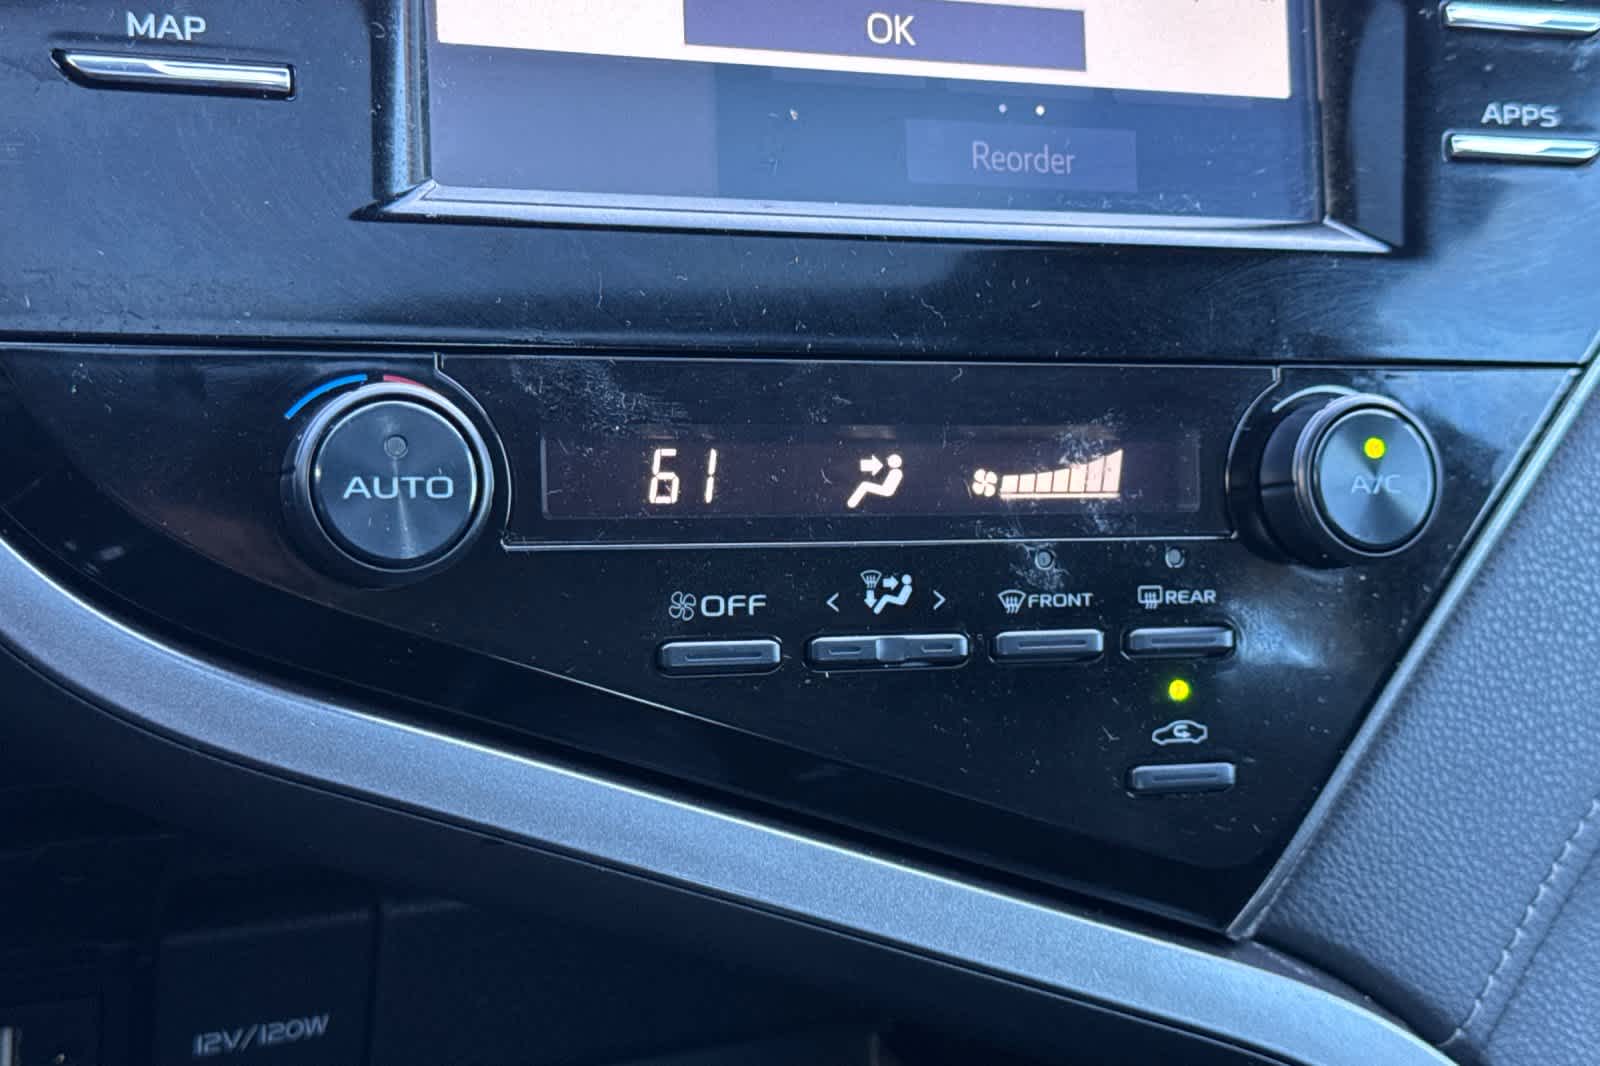 MAP
OK
APPS
Reorder
AUTO
61
A/C
OFF
< >
FRONT
REAR
12V/120W